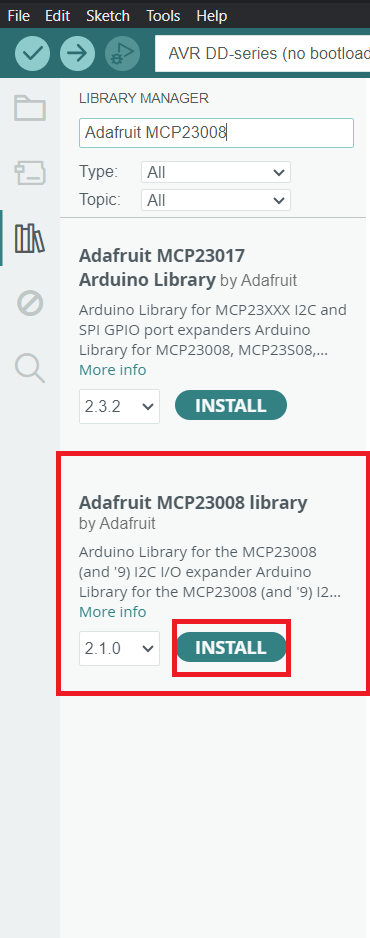 File Edit Sketch Tools Help
AVR DD-series (no bootload
LIBRARY MANAGER
Adafruit MCP23008
Type: All
Topic: All
Adafruit MCP23017
Arduino Library by Adafruit
Arduino Library for MCP23XXX I2C and
SPI GPIO port expanders Arduino
Library for MCP23008, MCP23S08,...
More info
2.3.2 INSTALL
Adafruit MCP23008 library
by Adafruit
Arduino Library for the MCP23008
(and '9) I2C I/O expander Arduino
Library for the MCP23008 (and '9) I2...
More info
2.1.0 INSTALL